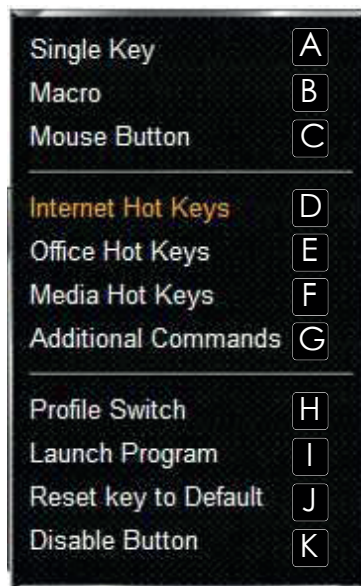 Single Key A
Macro B
Mouse Button C
Internet Hot Keys D
Office Hot Keys E
Media Hot Keys F
Additional Commands G
Profile Switch H
Launch Program I
Reset key to Default J
Disable Button K